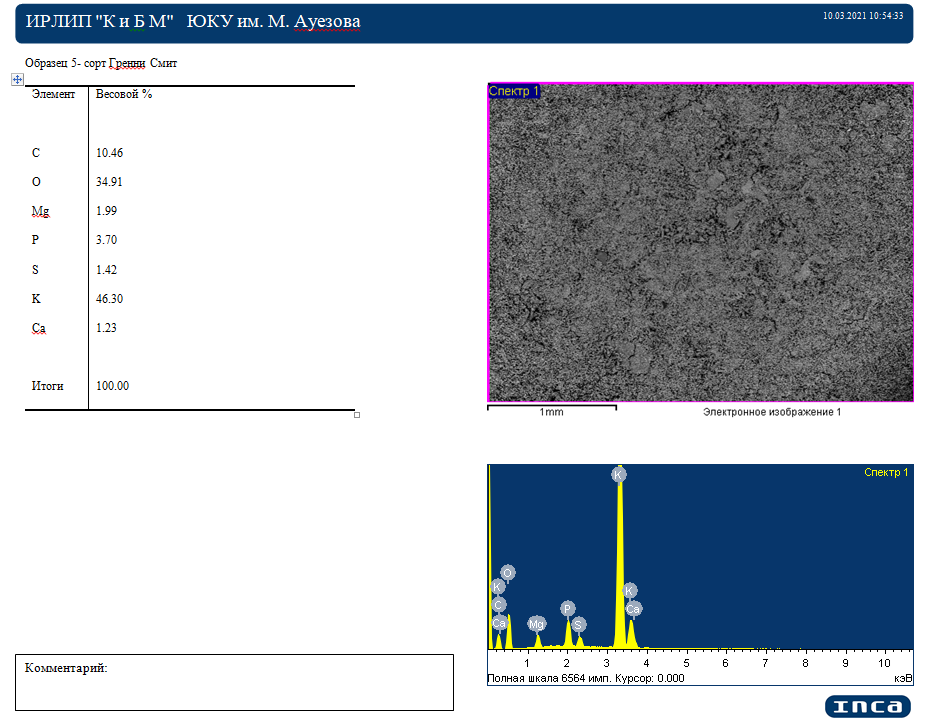 ИРЛИП "К и Б М" ЮКУ им. М. Ауезова
10.03.2021 10:54:33
Образец 5- сорт Гренни Смит
Элемент Весовой %
C 10.46
O 34.91
Mg 1.99
P 3.70
S 1.42
K 46.30
Ca 1.23
Итоги 100.00
Спектр 1
1mm Электронное изображение 1
Спектр 1
K
O
K K
C P Ca
Ca Mg S
1 2 3 4 5 6 7 8 9 10
Полная шкала 6564 имп. Курсор: 0.000 кэВ
Комментарий:
INCA